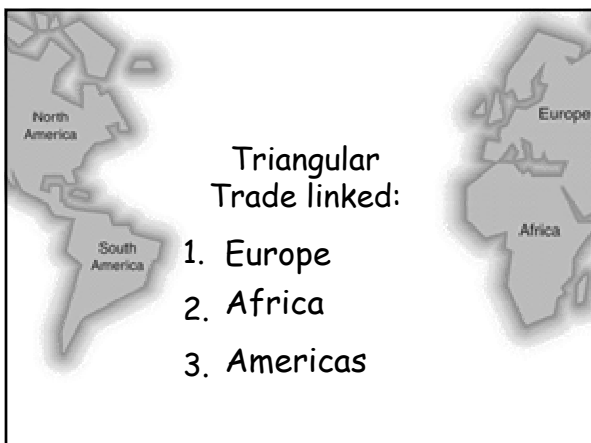 North
America
Europe
Triangular
Trade linked:
South
America
Africa
1. Europe
2. Africa
3. Americas